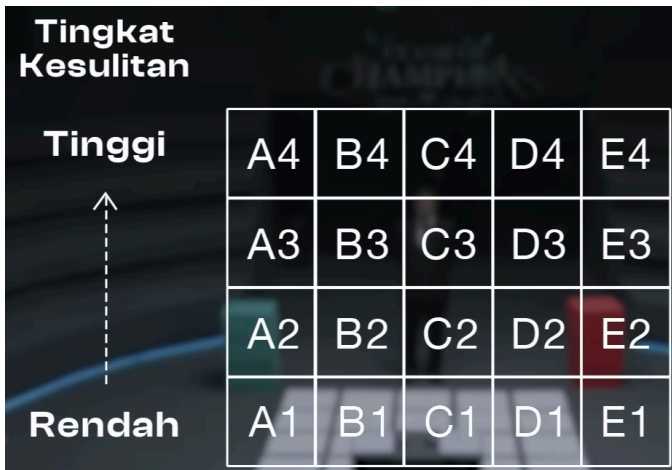 Tingkat
Kesulitan
Tinggi
A4 B4 C4 D4 E4
A3 B3 C3 D3 E3
A2 B2 C2 D2 E2
Rendah
A1 B1 C1 D1 E1